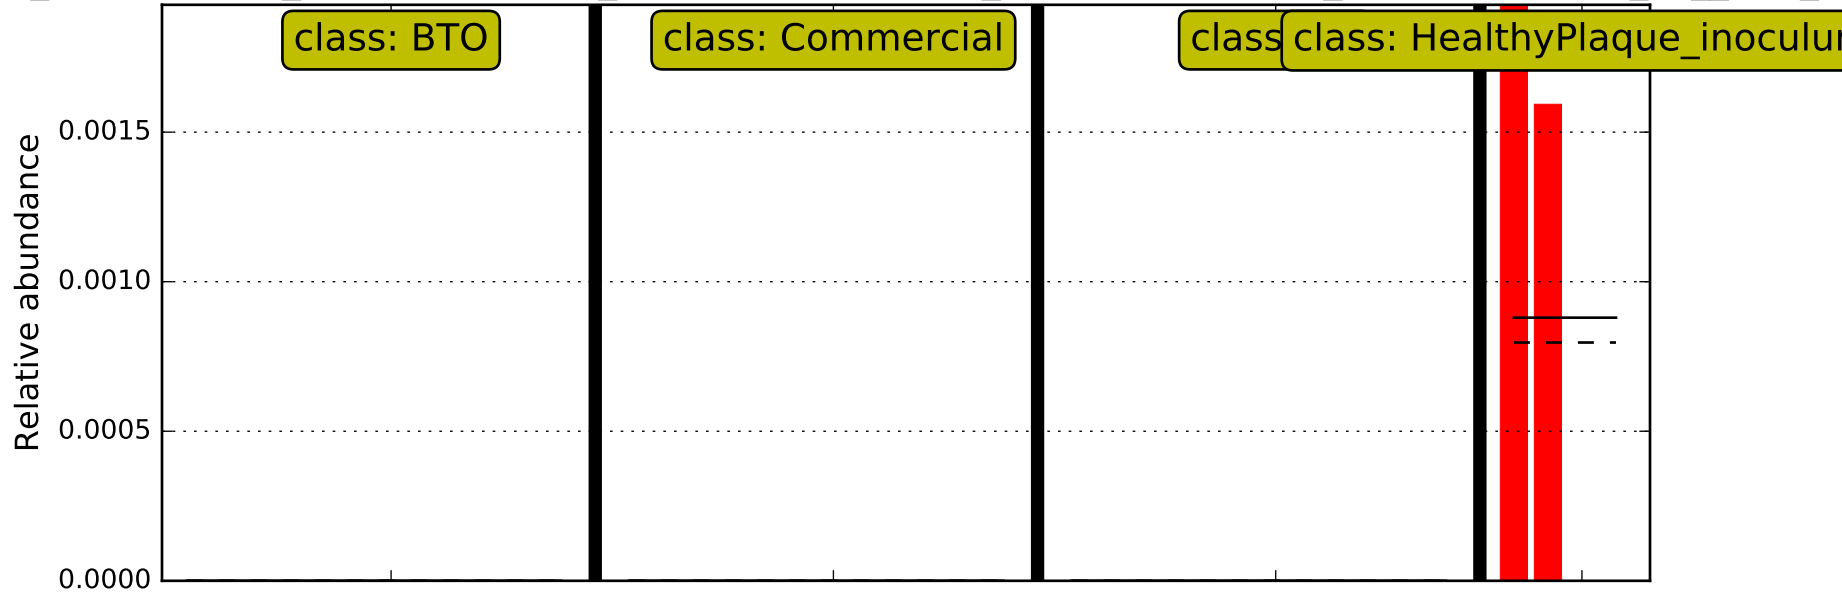 class: BTO
class: Commercial
class
class: HealthyPlaque_inoculu
0.0015
0.0010
0.0005
0.0000
Relative abundance